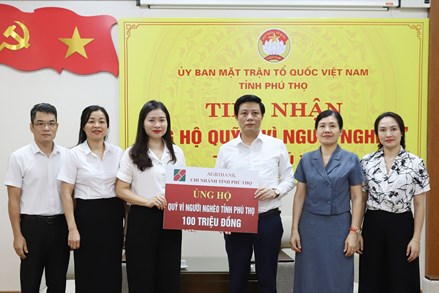 ỦY BAN MẶT TRẬN TỔ QUỐC VIỆT NAM
TỈNH PHÚ THỌ
NHẬN
HỘ QUỸ VÌ NGƯỜI NGHÈO"
AGRIBANK
CHI NHÁNH TỈNH PHÚ THỌ
ỦNG HỘ
QUỸ VÌ NGƯỜI NGHÈO TỈNH PHÚ THỌ
100 TRIỆU ĐỒNG